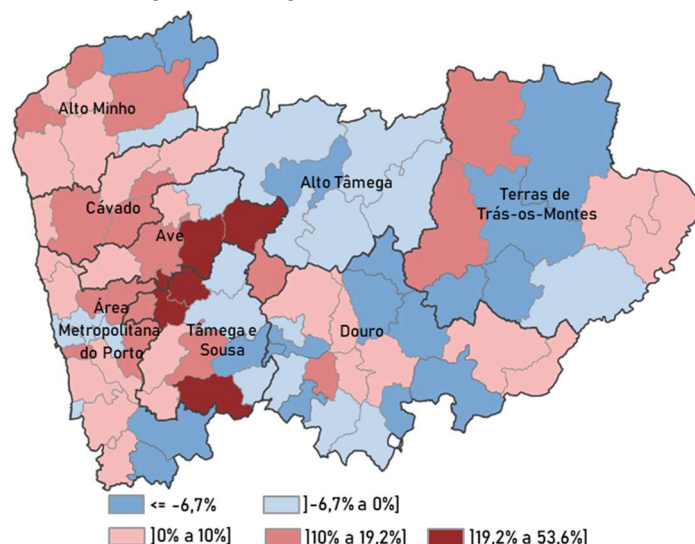 Alto Minho
Cávado
Ave
Alto Tâmega
Terras de
Trás-os-Montes
Área
Metropolitana
do Porto
Tâmega e
Sousa
Douro
<= -6,7%
]-6,7% a 0%]
]0% a 10%]
]10% a 19,2%]
]19,2% a 53,6%]